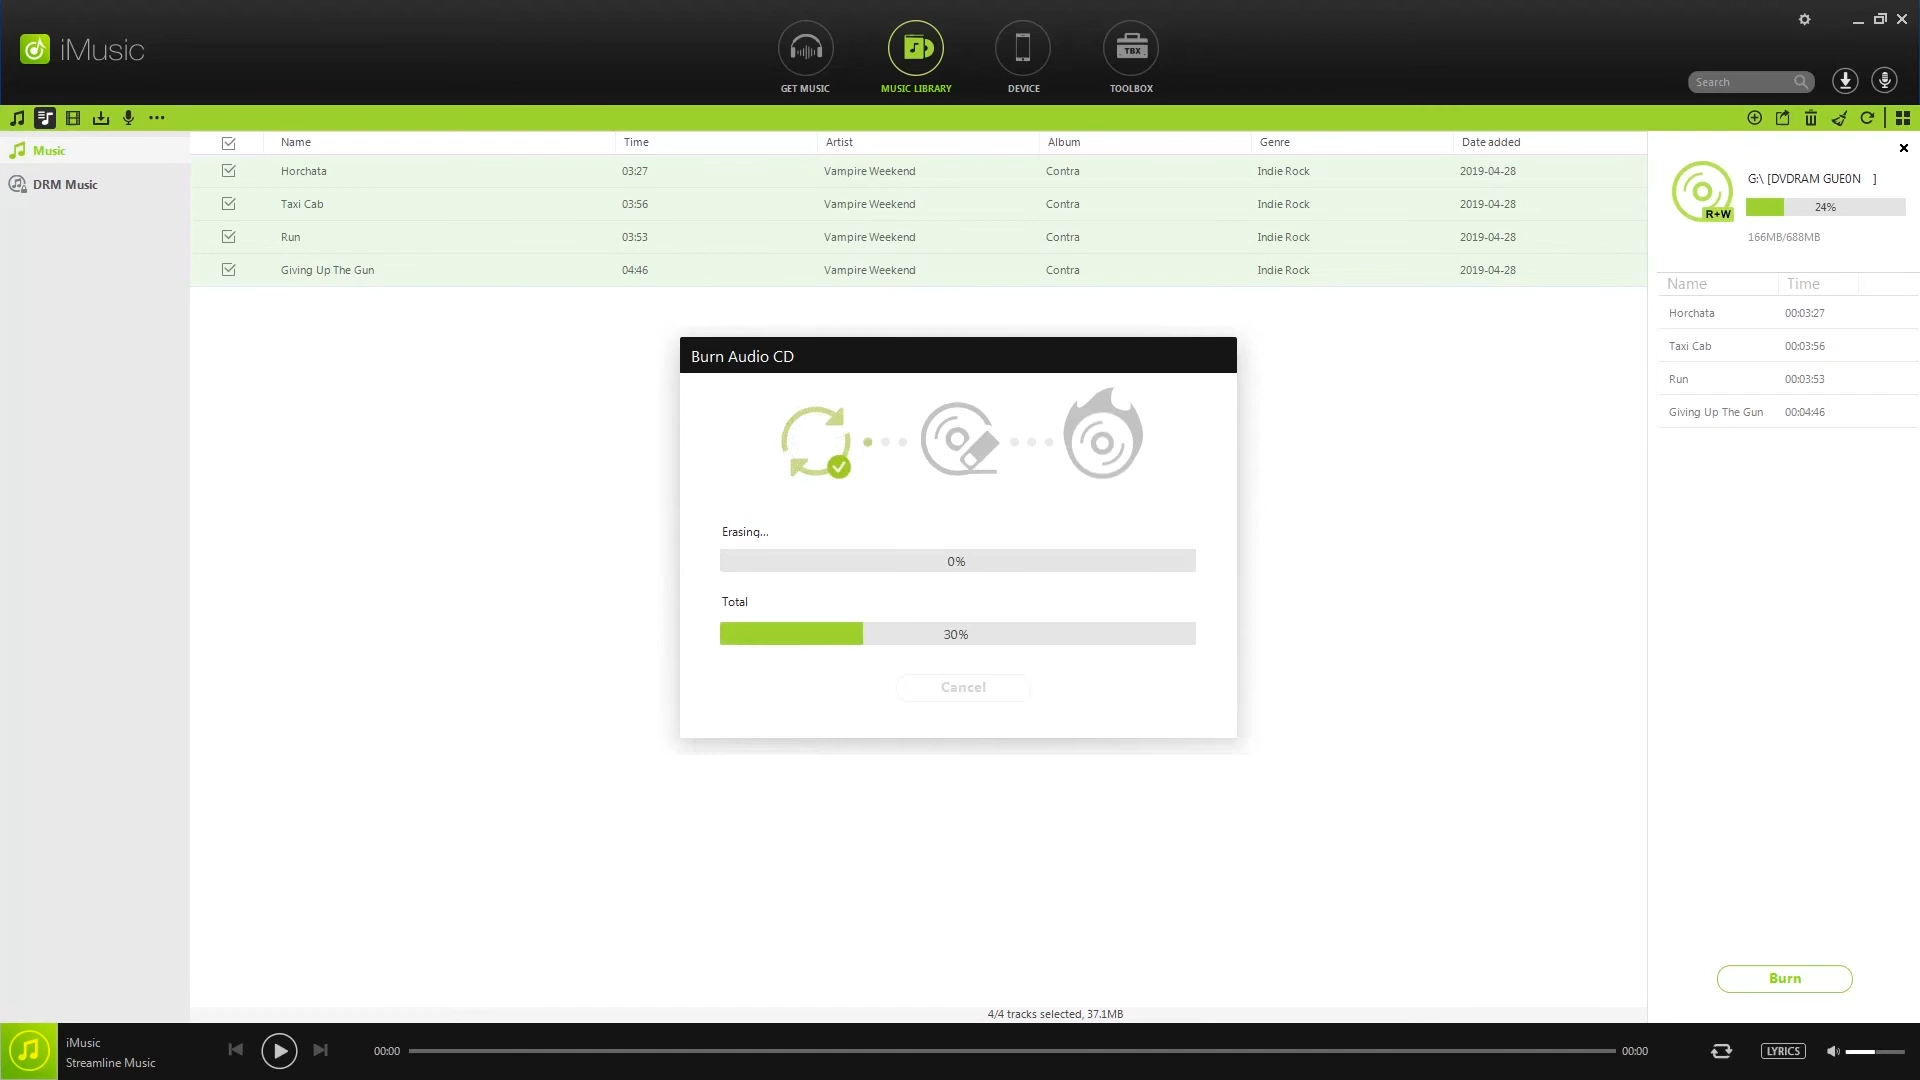 iMusic
GET MUSIC
MUSIC LIBRARY
DEVICE
TBX
TOOLBOX
Search
Music
DRM Music
Name Time Artist Album Genre Date added
Horchata 03:27 Vampire Weekend Contra Indie Rock 2019-04-28
Taxi Cab 03:56 Vampire Weekend Contra Indie Rock 2019-04-28
Run 03:53 Vampire Weekend Contra Indie Rock 2019-04-28
Giving Up The Gun 04:46 Vampire Weekend Contra Indie Rock 2019-04-28
Burn Audio CD
Erasing...
0%
Total
30%
Cancel
G:\ [DVDRAM GUE0N ]
R+W
24%
166MB/688MB
Name Time
Horchata 00:03:27
Taxi Cab 00:03:56
Run 00:03:53
Giving Up The Gun 00:04:46
Burn
4/4 tracks selected, 37.1MB
iMusic
Streamline Music
00:00
00:00
LYRICS